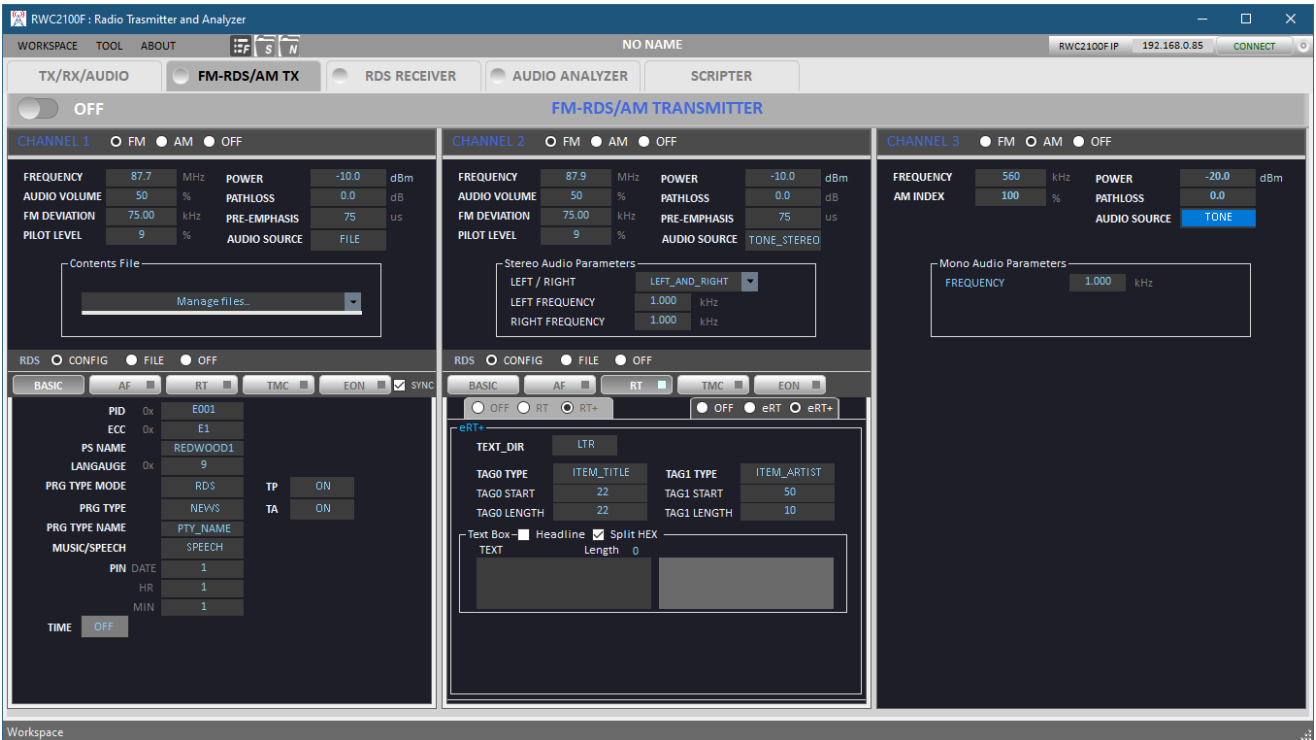 RWC2100F : Radio Trasmitter and Analyzer
WORKSPACE TOOL ABOUT F S N NO NAME RWC2100F IP 192.168.0.85 CONNECT
TX/RX/AUDIO FM-RDS/AM TX RDS RECEIVER AUDIO ANALYZER SCRIPTER
OFF FM-RDS/AM TRANSMITTER
CHANNEL 1 FM AM OFF
FREQUENCY 87.7 MHz POWER -10.0 dBm
AUDIO VOLUME 50 % PATHLOSS 0.0 dB
FM DEVIATION 75.00 kHz PRE-EMPHASIS 75 us
PILOT LEVEL 9 % AUDIO SOURCE FILE
Contents File
Manage files..
RDS CONFIG FILE OFF
BASIC AF RT TMC EON SYNC
PID 0x E001
ECC 0x E1
PS NAME REDWOOD1
LANGAUGE 0x 9
PRG TYPE MODE RDS TP ON
PRG TYPE NEWS TA ON
PRG TYPE NAME PTY_NAME
MUSIC/SPEECH SPEECH
PIN DATE 1
HR 1
MIN 1
TIME OFF
CHANNEL 2 FM AM OFF
FREQUENCY 87.9 MHz POWER -10.0 dBm
AUDIO VOLUME 50 % PATHLOSS 0.0 dB
FM DEVIATION 75.00 kHz PRE-EMPHASIS 75 us
PILOT LEVEL 9 % AUDIO SOURCE TONE_STEREO
Stereo Audio Parameters
LEFT / RIGHT LEFT_AND_RIGHT
LEFT FREQUENCY 1.000 kHz
RIGHT FREQUENCY 1.000 kHz
RDS CONFIG FILE OFF
BASIC AF RT TMC EON
OFF RT RT+ OFF eRT eRT+
eRT+
TEXT_DIR LTR
TAG0 TYPE ITEM_TITLE TAG1 TYPE ITEM_ARTIST
TAG0 START 22 TAG1 START 50
TAG0 LENGTH 22 TAG1 LENGTH 10
Text Box Headline Split HEX
TEXT Length 0
CHANNEL 3 FM AM OFF
FREQUENCY 560 kHz POWER -20.0 dBm
AM INDEX 100 % PATHLOSS 0.0
AUDIO SOURCE TONE
Mono Audio Parameters
FREQUENCY 1.000 kHz
Workspace